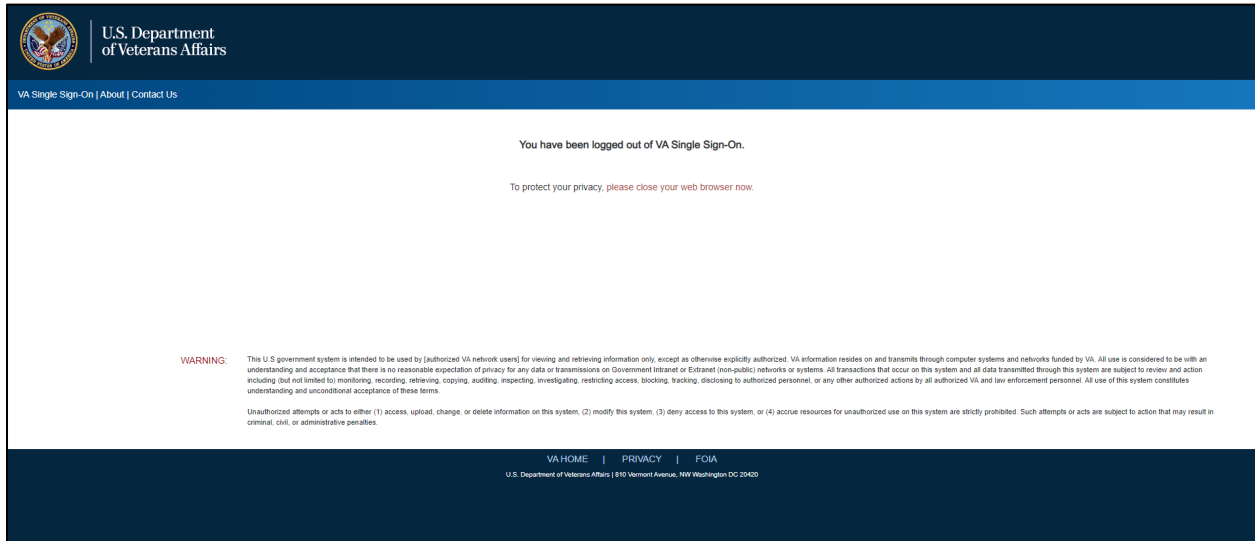 U.S. Department
of Veterans Affairs
VA Single Sign-On | About | Contact Us
You have been logged out of VA Single Sign-On.
To protect your privacy, please close your web browser now.
WARNING:
This U.S government system is intended to be used by [authorized VA network users] for viewing and retrieving information only, except as otherwise explicitly authorized. VA information resides on and transmits through computer systems and networks funded by VA. All use is considered to be with an
understanding and acceptance that there is no reasonable expectation of privacy for any data or transmissions on Government Intranet or Extranet (non-public) networks or systems. All transactions that occur on this system and all data transmitted through this system are subject to review and action
including (but not limited to) monitoring, recording, retrieving, copying, auditing, inspecting, investigating, restricting access, blocking, tracking, disclosing to authorized personnel, or any other authorized actions by all authorized VA and law enforcement personnel. All use of this system constitutes
understanding and unconditional acceptance of these terms.
Unauthorized attempts or acts to either (1) access, upload, change, or delete information on this system, (2) modify this system, (3) deny access to this system, or (4) accrue resources for unauthorized use on this system are strictly prohibited. Such attempts or acts are subject to action that may result in
criminal, civil, or administrative penalties.
VA HOME | PRIVACY | FOIA
U.S. Department of Veterans Affairs | 810 Vermont Avenue, NW Washington DC 20420